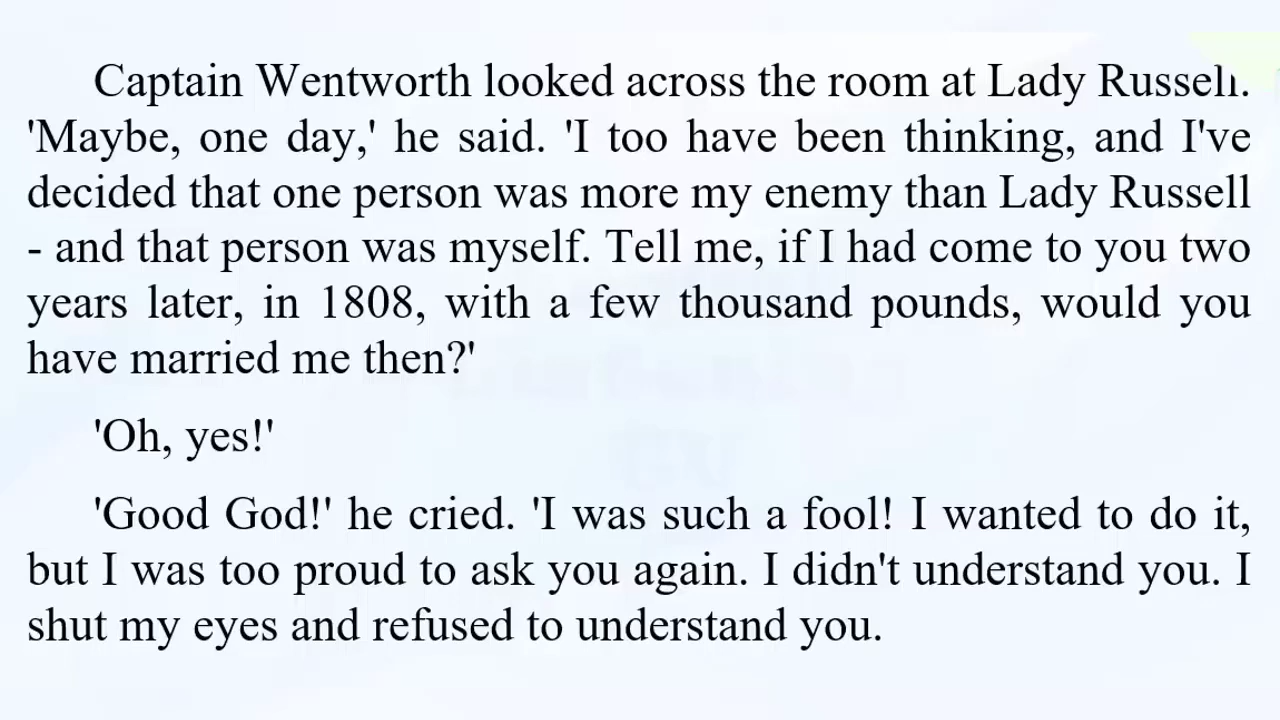 Captain Wentworth looked across the room at Lady Russell.
'Maybe, one day,' he said. 'I too have been thinking, and I've
decided that one person was more my enemy than Lady Russell
- and that person was myself. Tell me, if I had come to you two
years later, in 1808, with a few thousand pounds, would you
have married me then?'
'Oh, yes!'
'Good God!' he cried. 'I was such a fool! I wanted to do it,
but I was too proud to ask you again. I didn't understand you. I
shut my eyes and refused to understand you.